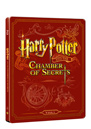 Harry Potter
AND THE
CHAMBER OF SECRETS